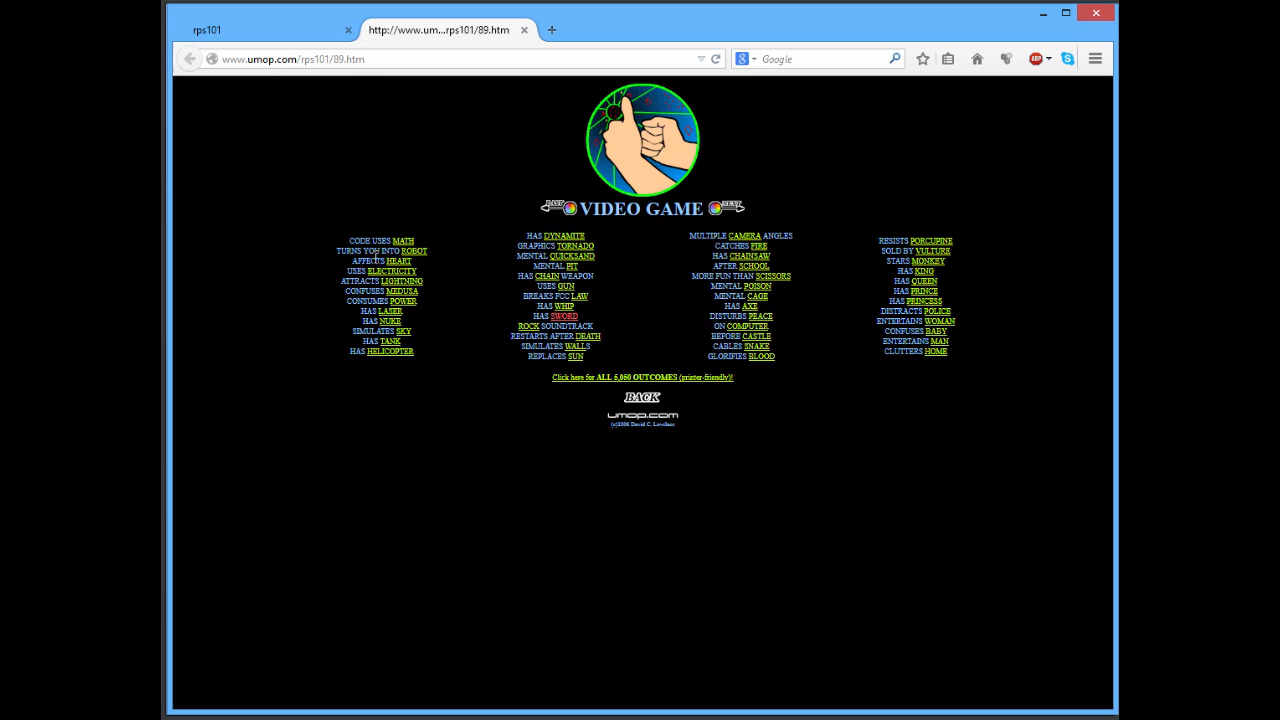 rps101
http://www.um...rps101/89.htm
www.umop.com/rps101/89.htm
Google
ABP
VIDEO GAME
CODE USES MATH
TURNS YOU INTO ROBOT
AFFECTS HEART
USES ELECTRICITY
ATTRACTS LIGHTNING
CONFUSES MEDUSA
CONSUMES POWER
HAS LASER
HAS NUKE
SIMULATES SKY
HAS TANK
HAS HELICOPTER
HAS DYNAMITE
GRAPHICS TORNADO
MENTAL QUICKSAND
MENTAL PIT
HAS CHAIN WEAPON
USES GUN
BREAKS FCC LAW
HAS WHIP
HAS SWORD
ROCK SOUNDTRACK
RESTARTS AFTER DEATH
SIMULATES WALLS
REPLACES SUN
MULTIPLE CAMERA ANGLES
CATCHES FIRE
HAS CHAINSAW
AFTER SCHOOL
MORE FUN THAN SCISSORS
MENTAL POISON
MENTAL CAGE
HAS AXE
DISTURBS PEACE
ON COMPUTER
BEFORE CASTLE
CABLES SNAKE
GLORIFIES BLOOD
RESISTS PORCUPINE
SOLD BY VULTURE
STARS MONKEY
HAS KING
HAS QUEEN
HAS PRINCE
HAS PRINCESS
DISTRACTS POLICE
ENTERTAINS WOMAN
CONFUSES BABY
ENTERTAINS MAN
CLUTTERS HOME
Click here for ALL 5,050 OUTCOMES (printer-friendly)!
BACK
umop.com
(c)2006 David C. Lovelace